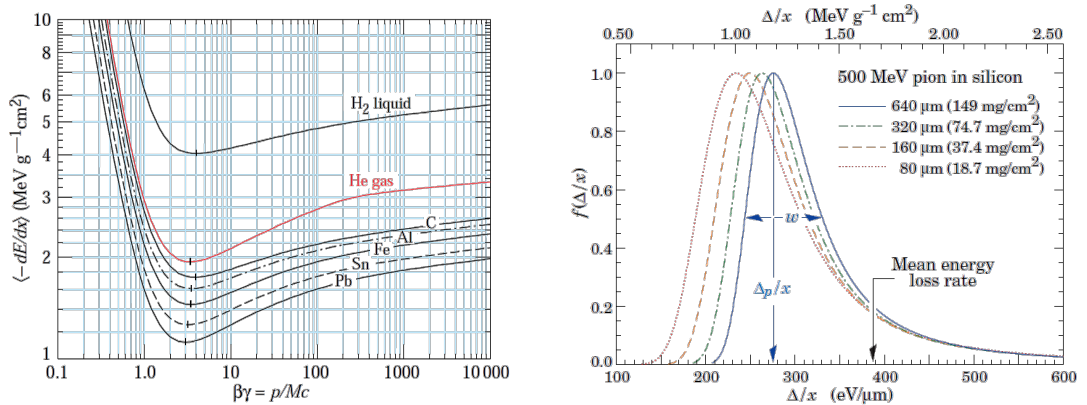 10
8
6
5
4
3
2
1
⟨–dE/dx⟩ (MeV g⁻¹cm²)
H₂ liquid
He gas
C
Al
Fe
Sn
Pb
0.1
1.0
10
100
1000
10 000
βγ = p/Mc
Δ/x (MeV g⁻¹ cm²)
0.50
1.00
1.50
2.00
2.50
1.0
0.8
0.6
0.4
0.2
0.0
f(Δ/x)
500 MeV pion in silicon
640 μm (149 mg/cm²)
320 μm (74.7 mg/cm²)
160 μm (37.4 mg/cm²)
80 μm (18.7 mg/cm²)
w
Δp/x
Mean energy
loss rate
100
200
300
400
500
600
Δ/x (eV/μm)